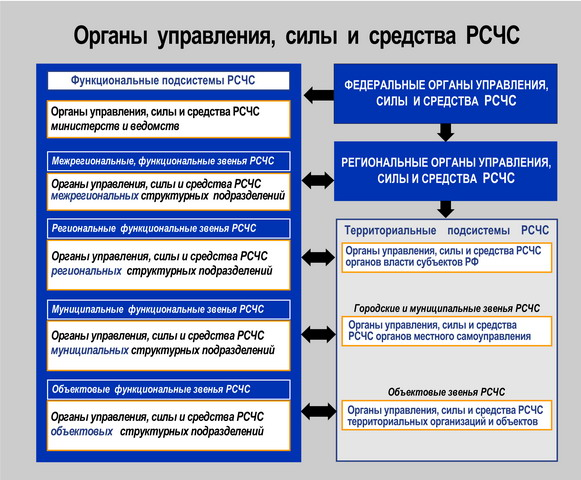 Органы управления, силы и средства РСЧС
Функциональные подсистемы РСЧС
Органы управления, силы и средства РСЧС
министерств и ведомств
Межрегиональные, функциональные звенья РСЧС
Органы управления, силы и средства РСЧС
межрегиональных структурных подразделений
Региональные функциональные звенья РСЧС
Органы управления, силы и средства РСЧС
региональных структурных подразделений
Муниципальные функциональные звенья РСЧС
Органы управления, силы и средства РСЧС
муниципальных структурных подразделений
Объектовые функциональные звенья РСЧС
Органы управления, силы и средства РСЧС
объектовых структурных подразделений
ФЕДЕРАЛЬНЫЕ ОРГАНЫ УПРАВЛЕНИЯ,
СИЛЫ И СРЕДСТВА РСЧС
РЕГИОНАЛЬНЫЕ ОРГАНЫ УПРАВЛЕНИЯ,
СИЛЫ И СРЕДСТВА РСЧС
Территориальные подсистемы РСЧС
Органы управления, силы и средства РСЧС
органов власти субъектов РФ
Городские и муниципальные звенья РСЧС
Органы управления, силы и средства
РСЧС органов местного самоуправления
Объектовые звенья РСЧС
Органы управления, силы и средства РСЧС
территориальных организаций и объектов